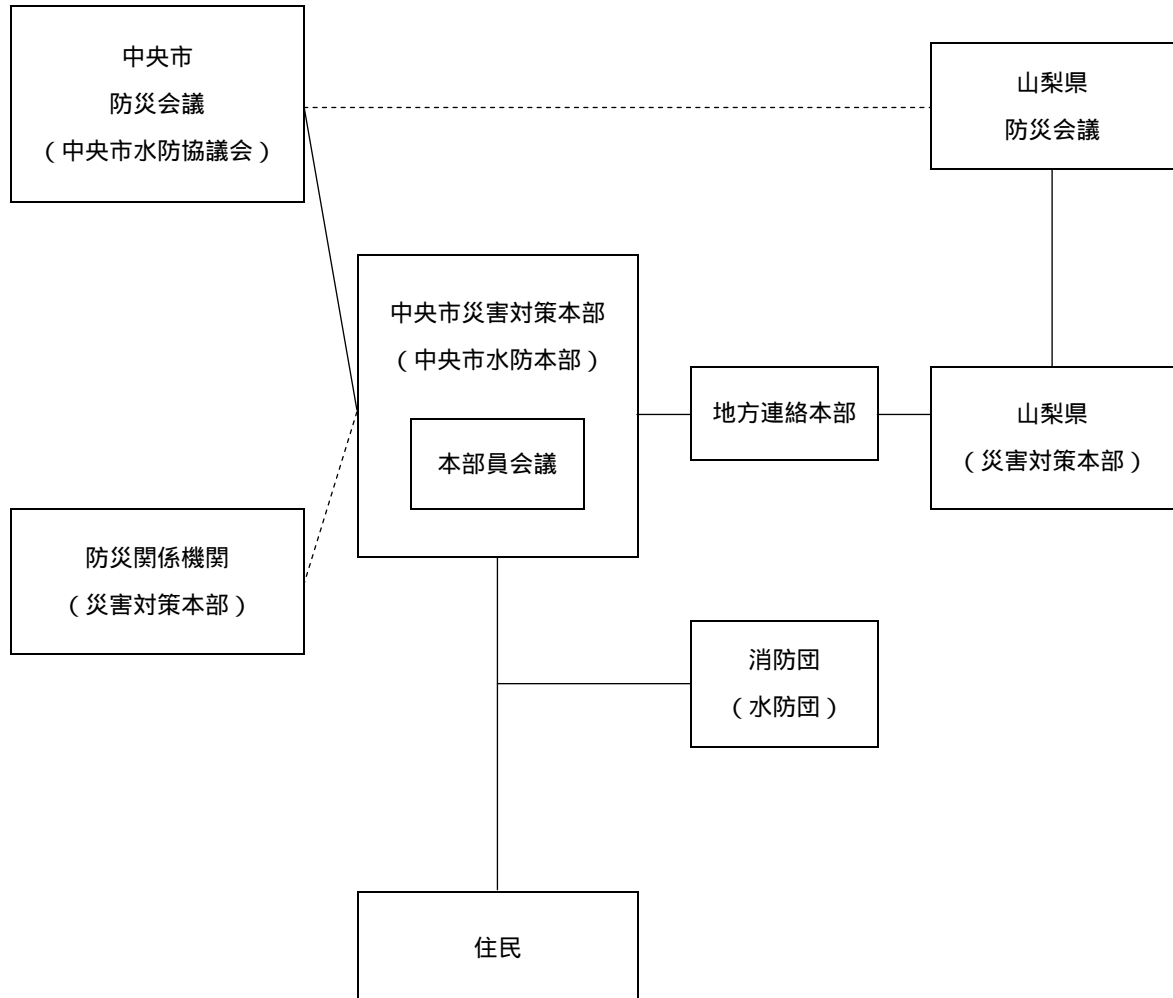 中央市
防災会議
（中央市水防協議会）
山梨県
防災会議
中央市災害対策本部
（中央市水防本部）
本部員会議
地方連絡本部
山梨県
（災害対策本部）
防災関係機関
（災害対策本部）
消防団
（水防団）
住民